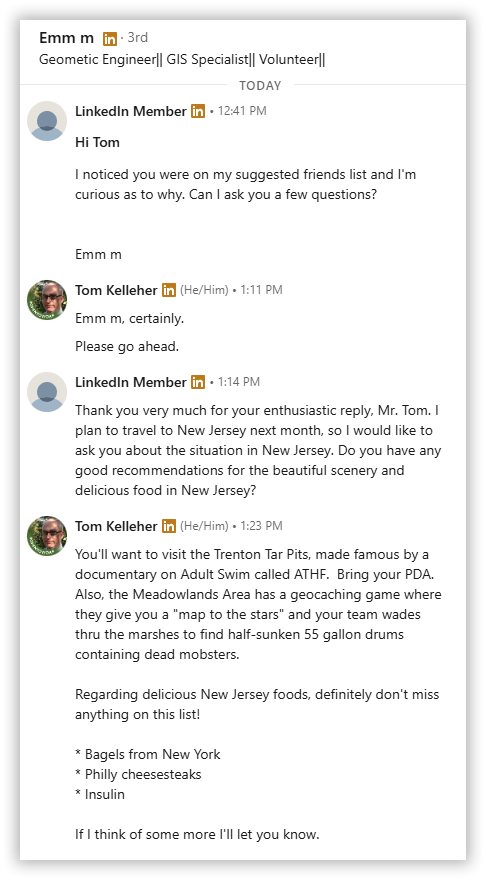 Emm m in · 3rd
Geometic Engineer|| GIS Specialist|| Volunteer||
TODAY
LinkedIn Member in • 12:41 PM
Hi Tom
I noticed you were on my suggested friends list and I'm
curious as to why. Can I ask you a few questions?
Emm m
Tom Kelleher in (He/Him) • 1:11 PM
Emm m, certainly.
Please go ahead.
LinkedIn Member in • 1:14 PM
Thank you very much for your enthusiastic reply, Mr. Tom. I
plan to travel to New Jersey next month, so I would like to
ask you about the situation in New Jersey. Do you have any
good recommendations for the beautiful scenery and
delicious food in New Jersey?
Tom Kelleher in (He/Him) • 1:23 PM
You'll want to visit the Trenton Tar Pits, made famous by a
documentary on Adult Swim called ATHF.  Bring your PDA.
Also, the Meadowlands Area has a geocaching game where
they give you a "map to the stars" and your team wades
thru the marshes to find half-sunken 55 gallon drums
containing dead mobsters.
Regarding delicious New Jersey foods, definitely don't miss
anything on this list!
* Bagels from New York
* Philly cheesesteaks
* Insulin
If I think of some more I'll let you know.